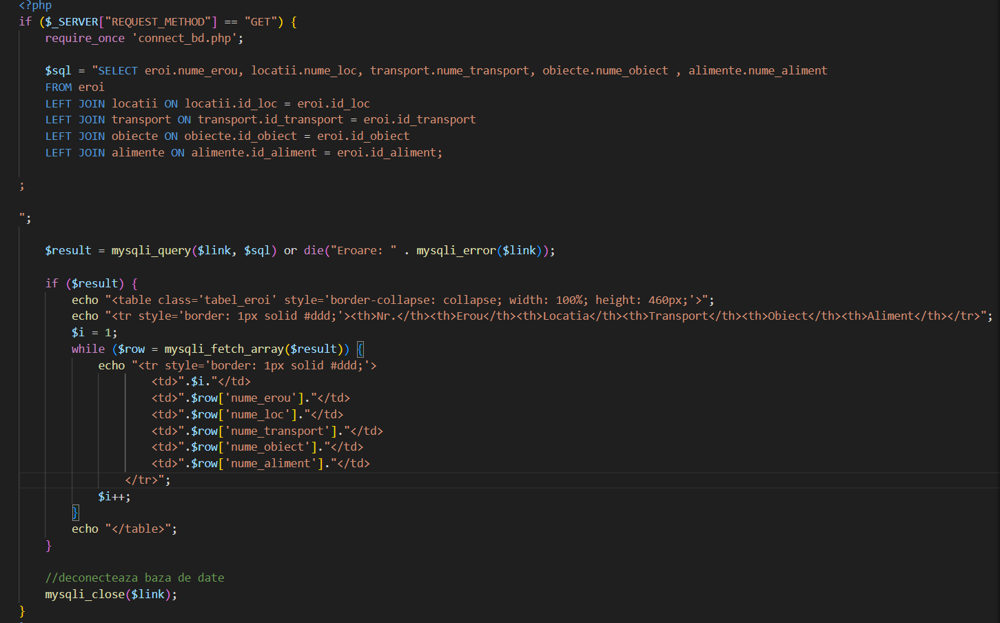 <?php
if ($_SERVER["REQUEST_METHOD"] == "GET") {
    require_once 'connect_bd.php';
    $sql = "SELECT eroi.nume_erou, locatii.nume_loc, transport.nume_transport, obiecte.nume_obiect , alimente.nume_aliment
    FROM eroi
    LEFT JOIN locatii ON locatii.id_loc = eroi.id_loc
    LEFT JOIN transport ON transport.id_transport = eroi.id_transport
    LEFT JOIN obiecte ON obiecte.id_obiect = eroi.id_obiect
    LEFT JOIN alimente ON alimente.id_aliment = eroi.id_aliment;
;
";
    $result = mysqli_query($link, $sql) or die("Eroare: " . mysqli_error($link));
    if ($result) {
        echo "<table class='tabel_eroi' style='border-collapse: collapse; width: 100%; height: 460px;'>";
        echo "<tr style='border: 1px solid #ddd;'><th>Nr.</th><th>Erou</th><th>Locatia</th><th>Transport</th><th>Obiect</th><th>Aliment</th></tr>";
        $i = 1;
        while ($row = mysqli_fetch_array($result)) {
            echo "<tr style='border: 1px solid #ddd;'>
                    <td>".$i."</td>
                    <td>".$row['nume_erou']."</td>
                    <td>".$row['nume_loc']."</td>
                    <td>".$row['nume_transport']."</td>
                    <td>".$row['nume_obiect']."</td>
                    <td>".$row['nume_aliment']."</td>
                </tr>";
            $i++;
        }
        echo "</table>";
    }
    //deconecteaza baza de date
    mysqli_close($link);
}